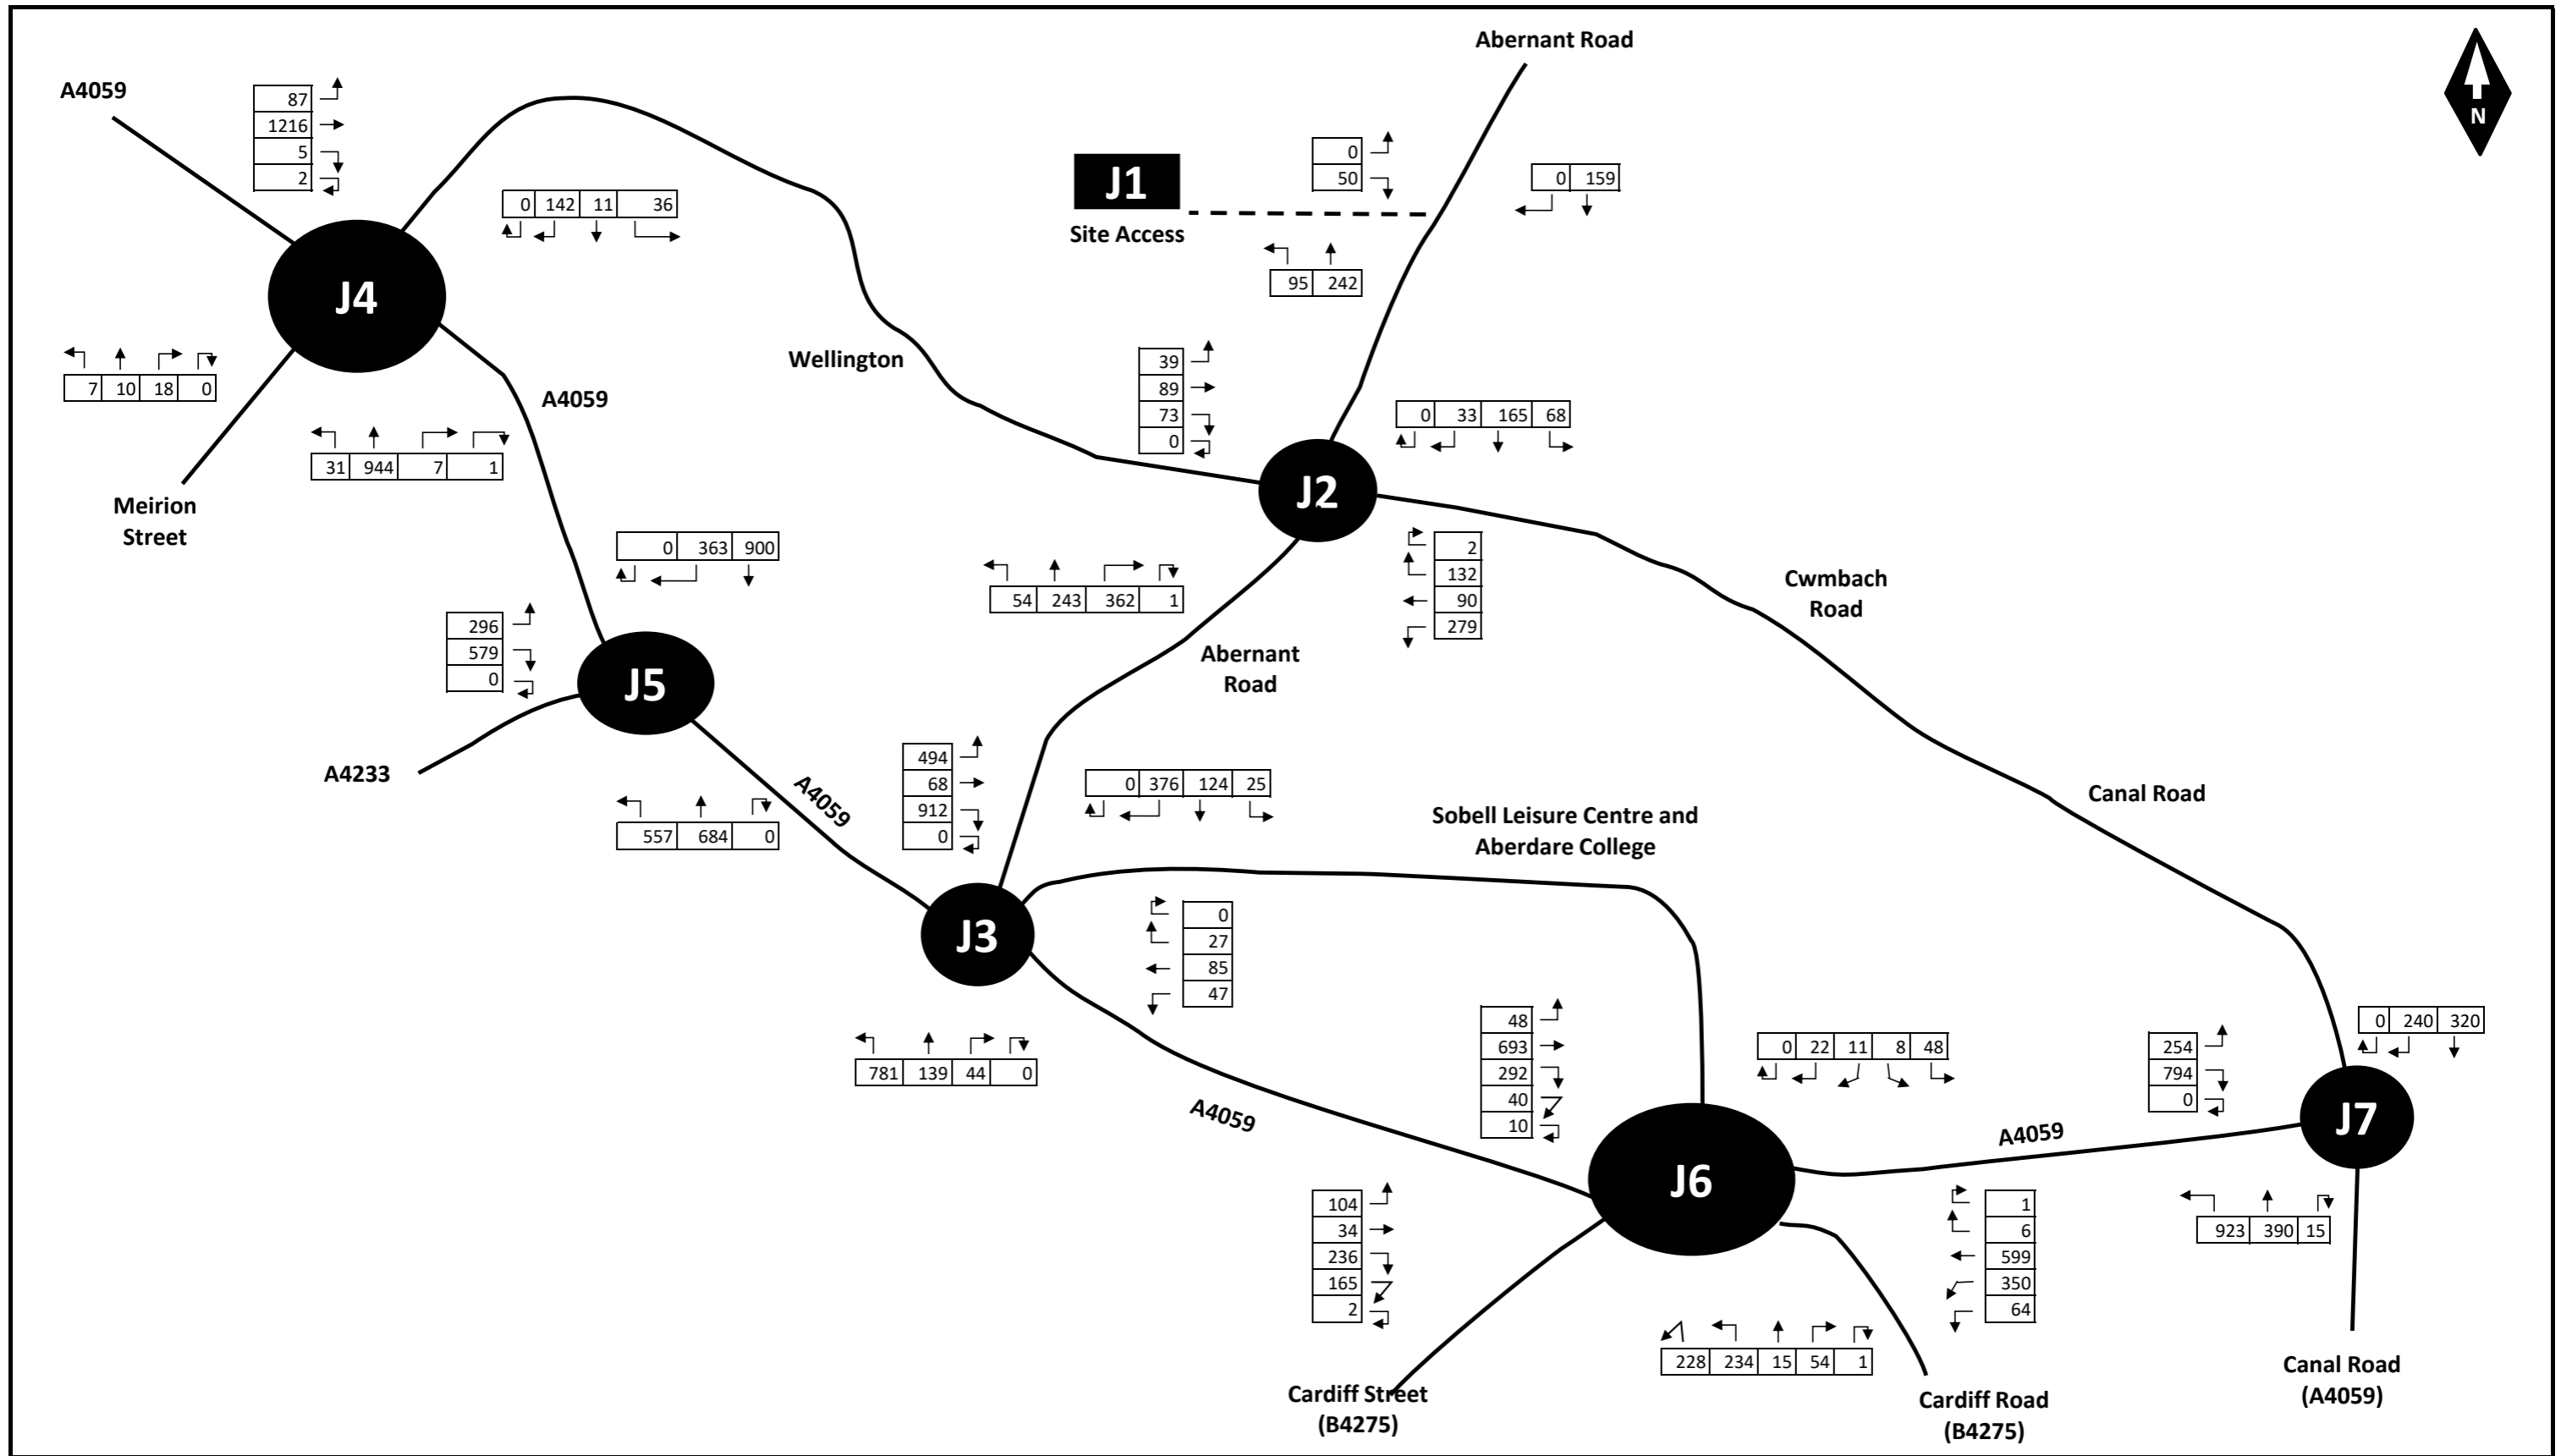 Abernant Road
A4059
87
1216
5
2
N
J1
Site Access
0
50
0 159
0 142 11 36
95 242
J4
Wellington
39
89
73
0
7 10 18 0
A4059
0 33 165 68
31 944 7 1
Meirion
Street
J2
0 363 900
2
132
90
279
54 243 362 1
Cwmbach
Road
296
579
0
J5
Abernant
Road
A4233
A4059
494
68
912
0
0 376 124 25
Canal Road
557 684 0
Sobell Leisure Centre and
Aberdare College
J3
0
27
85
47
781 139 44 0
A4059
48
693
292
40
10
0 22 11 8 48
254
794
0
0 240 320
J7
A4059
J6
104
34
236
165
2
1
6
599
350
64
923 390 15
228 234 15 54 1
Cardiff Street
(B4275)
Cardiff Road
(B4275)
Canal Road
(A4059)